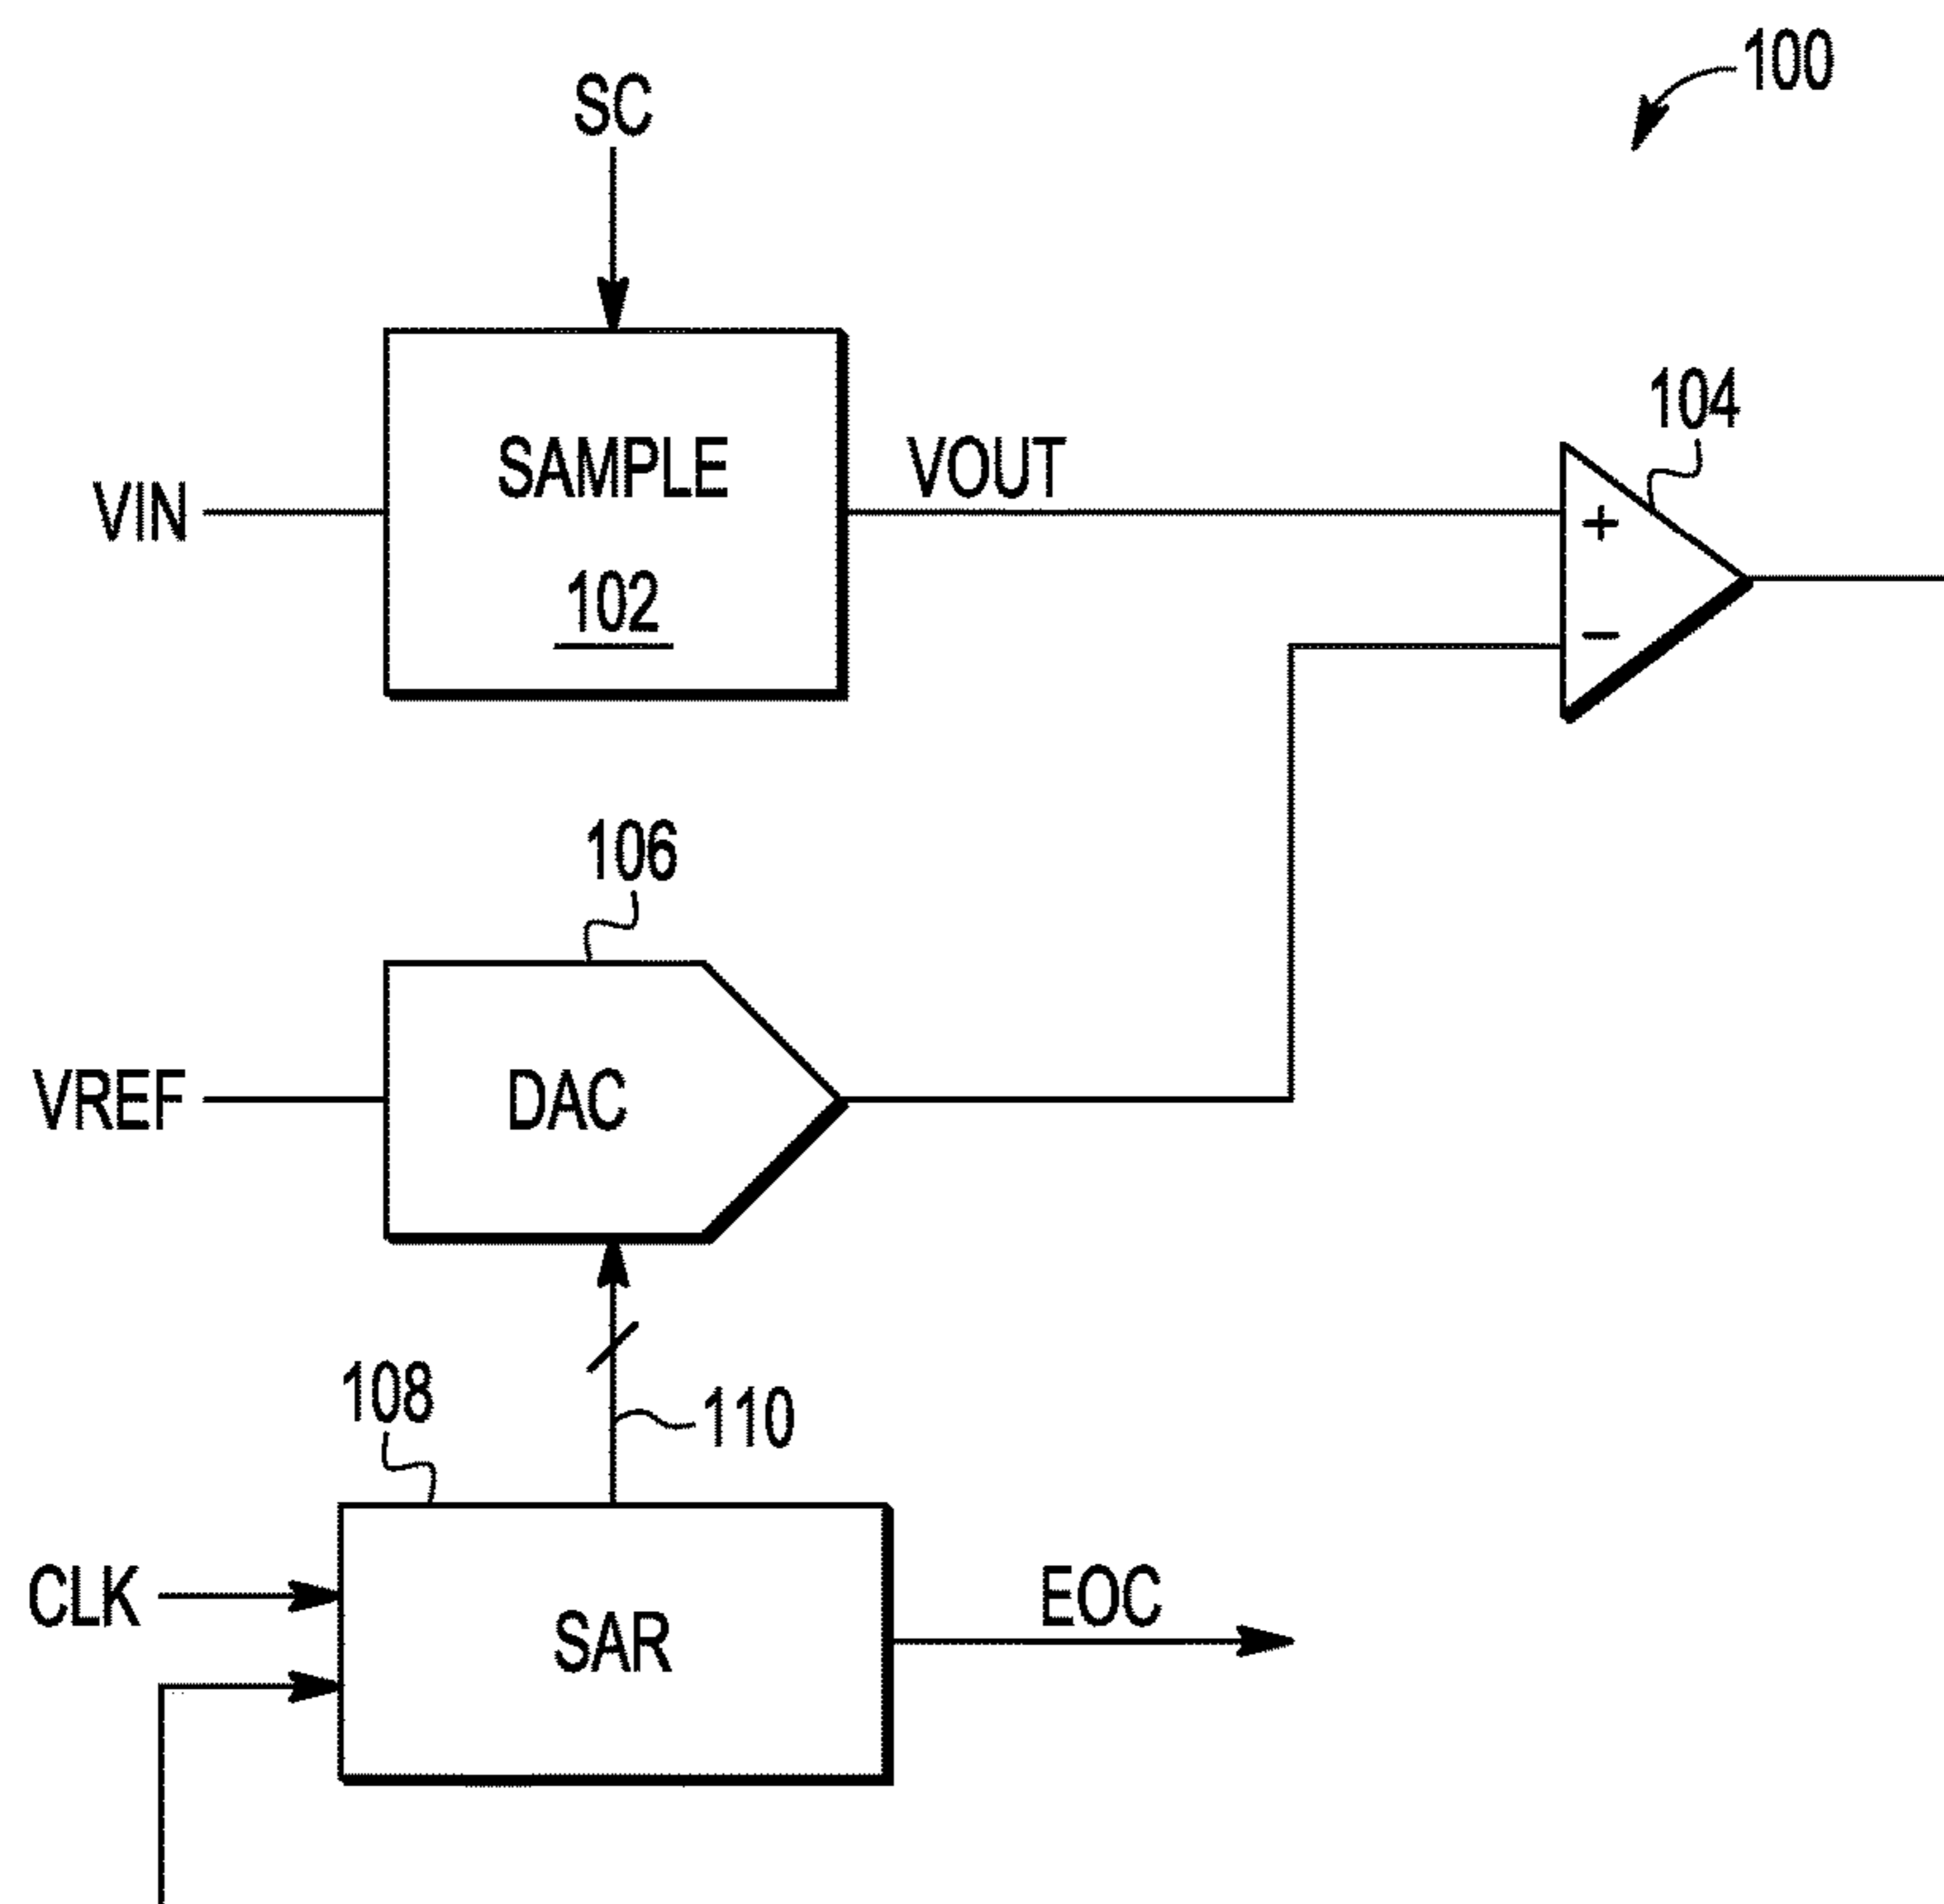 100
SC
104
SAMPLE
VOUT
VIN
+
102
−
106
VREF
DAC
108
110
CLK
EOC
SAR